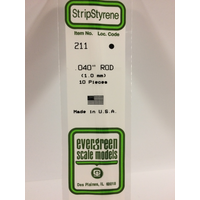 StripStyrene
Item No. Loc. Code
211
.040" ROD
(1.0 mm)
10 Pieces
Made in U.S.A.
evergreen
scale models
Des Plaines, IL 60018